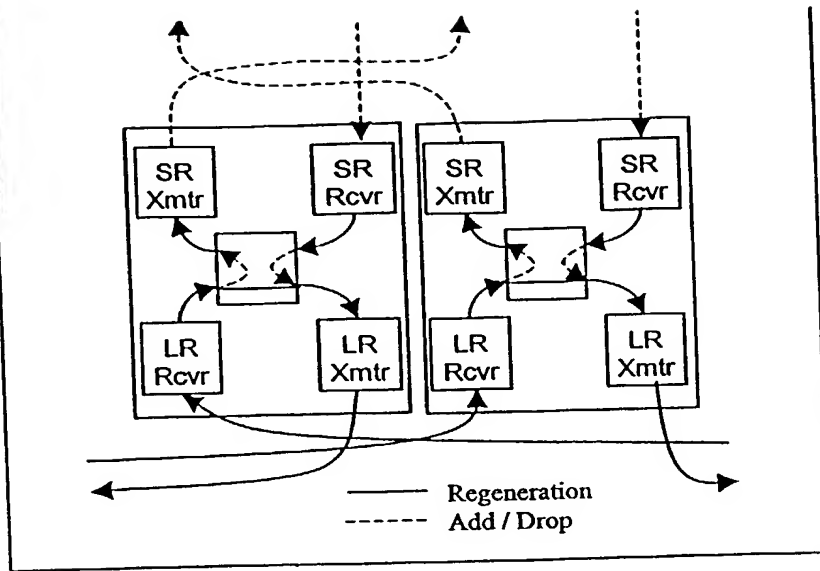 SR
Xmtr
SR
Rcvr
SR
Xmtr
SR
Rcvr
LR
Rcvr
LR
Xmtr
LR
Rcvr
LR
Xmtr
Regeneration
Add / Drop